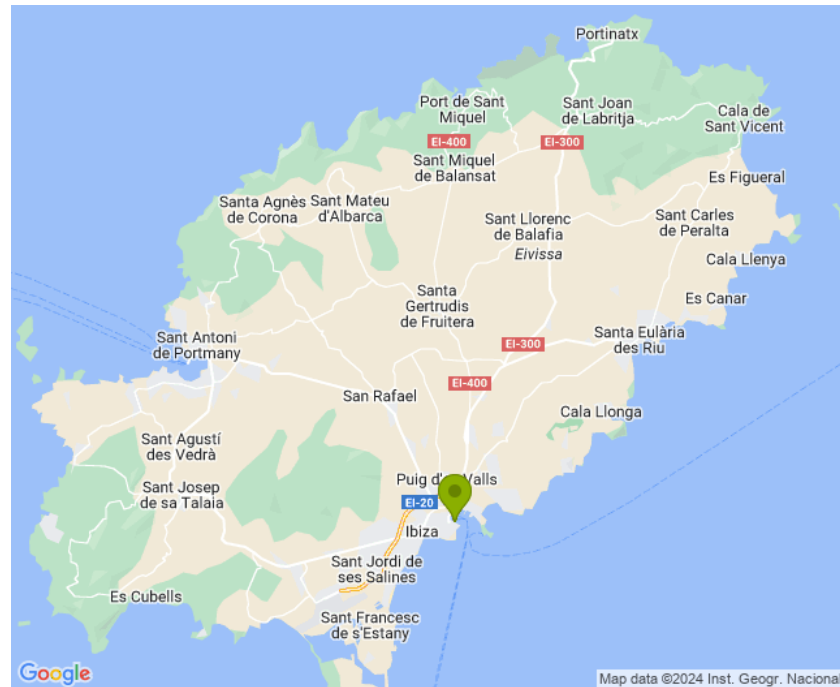 Portinatx
Port de Sant
Miquel
Sant Joan
de Labritja
Cala de
Sant Vicent
EI-400
EI-300
Sant Miquel
de Balansat
Es Figueral
Santa Agnès
de Corona
Sant Mateu
d'Albarca
Sant Llorenc
de Balafia
Eivissa
Sant Carles
de Peralta
Cala Llenya
Santa
Gertrudis
de Fruitera
Es Canar
Sant Antoni
de Portmany
Santa Eulària
des Riu
EI-300
EI-400
San Rafael
Cala Llonga
Sant Agustí
des Vedrà
Puig d' Valls
Sant Josep
de sa Talaia
EI-20
Ibiza
Sant Jordi de
ses Salines
Es Cubells
Sant Francesc
de s'Estany
Google
Map data ©2024 Inst. Geogr. Nacional